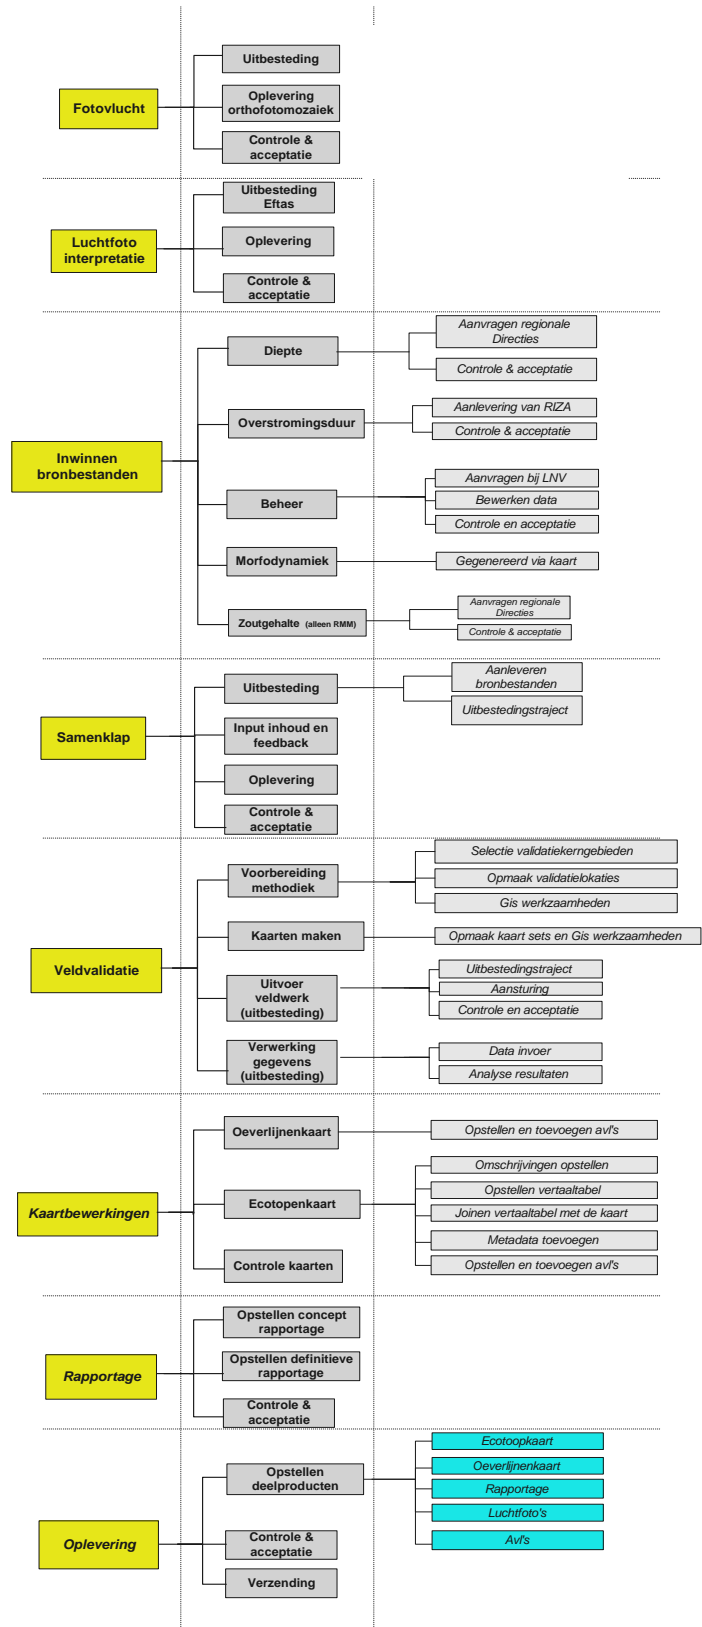 Fotovlucht
Uitbesteding
Oplevering
orthofotomozaiek
Controle &
acceptatie
Luchtfoto
interpretatie
Uitbesteding
Eftas
Oplevering
Controle &
acceptatie
Inwinnen
bronbestanden
Diepte
Aanvragen regionale
Directies
Controle & acceptatie
Overstromingsduur
Aanlevering van RIZA
Controle & acceptatie
Beheer
Aanvragen bij LNV
Bewerken data
Controle en acceptatie
Morfodynamiek
Gegenereerd via kaart
Zoutgehalte (alleen RMM)
Aanvragen regionale
Directies
Controle & acceptatie
Samenklap
Uitbesteding
Aanleveren
bronbestanden
Uitbestedingstraject
Input inhoud en
feedback
Oplevering
Controle &
acceptatie
Veldvalidatie
Voorbereiding
methodiek
Selectie validatiekerngebieden
Opmaak validatielokaties
Gis werkzaamheden
Kaarten maken
Opmaak kaart sets en Gis werkzaamheden
Uitvoer
veldwerk
(uitbesteding)
Uitbestedingstraject
Aansturing
Controle en acceptatie
Verwerking
gegevens
(uitbesteding)
Data invoer
Analyse resultaten
Kaartbewerkingen
Oeverlijnenkaart
Opstellen en toevoegen avl's
Ecotopenkaart
Omschrijvingen opstellen
Opstellen vertaaltabel
Joinen vertaaltabel met de kaart
Metadata toevoegen
Opstellen en toevoegen avl's
Controle kaarten
Rapportage
Opstellen concept
rapportage
Opstellen definitieve
rapportage
Controle &
acceptatie
Oplevering
Opstellen
deelproducten
Ecotoopkaart
Oeverlijnenkaart
Rapportage
Luchtfoto's
Avl's
Controle &
acceptatie
Verzending